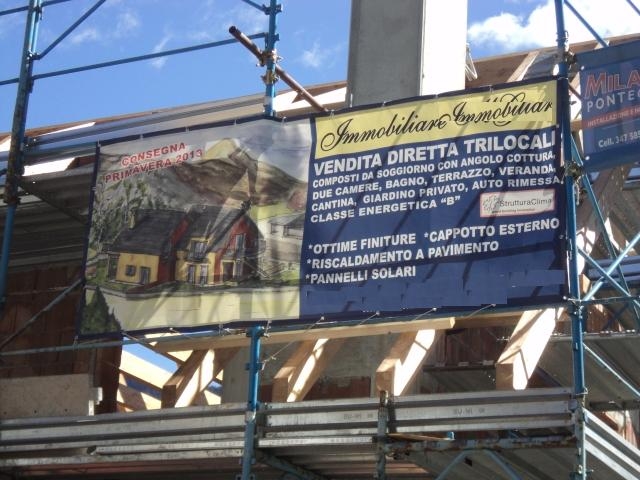 CONSEGNA
PRIMAVERA 2013
Immobiliare Immobiliar
VENDITA DIRETTA TRILOCALI
COMPOSTI DA SOGGIORNO CON ANGOLO COTTURA,
DUE CAMERE, BAGNO, TERRAZZO, VERANDA,
CANTINA, GIARDINO PRIVATO, AUTO RIMESSA,
CLASSE ENERGETICA "B"
StrutturaClima
*OTTIME FINITURE *CAPPOTTO ESTERNO
*RISCALDAMENTO A PAVIMENTO
*PANNELLI SOLARI
MILA
PONTEG
INSTALLAZIONE
Cell. 347